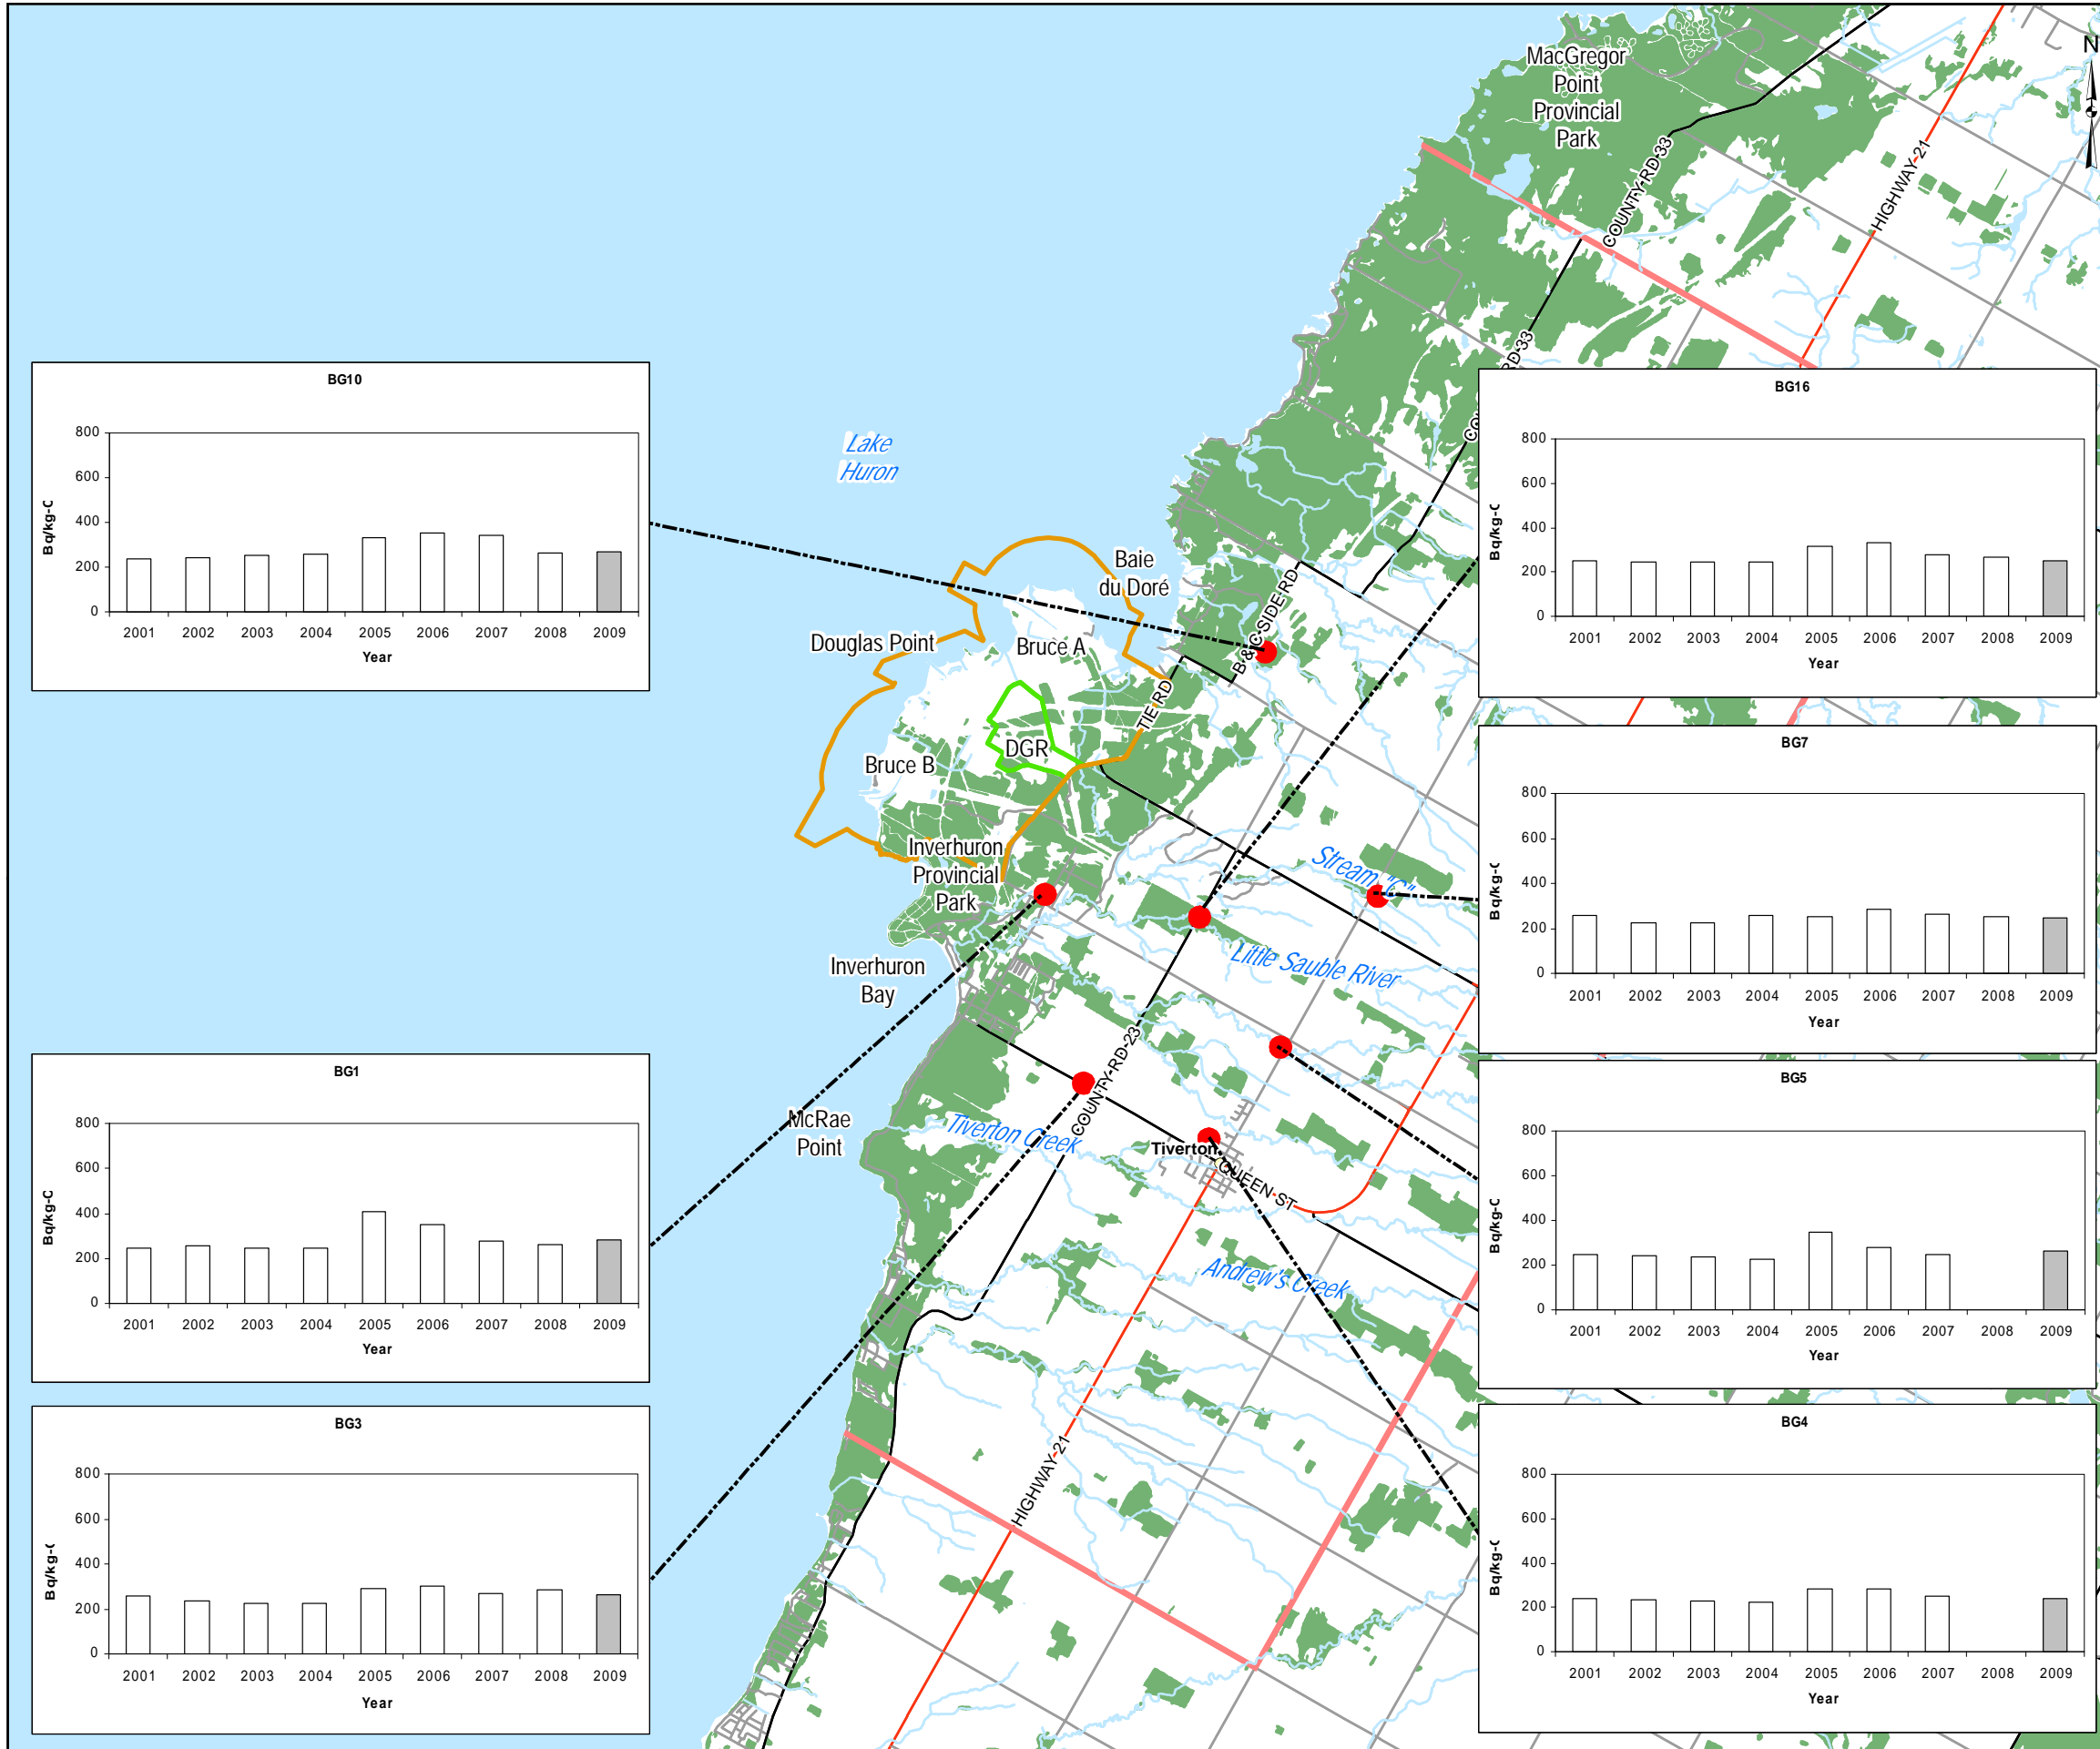 MacGregor
Point
Provincial
Park
N
COUNTY-RD-33
HIGHWAY-21
RD-33
BG10
800
600
400
200
0
Bq/kg-C
2001 2002 2003 2004 2005 2006 2007 2008 2009
Year
Lake
Huron
BG16
800
600
400
200
0
Bq/kg-C
2001 2002 2003 2004 2005 2006 2007 2008 2009
Year
Baie
du Doré
Douglas Point
Bruce A
B & C SIDE RD
TIE RD
DGR
Bruce B
Inverhuron
Provincial
Park
Stream "C"
BG7
800
600
400
200
0
Bq/kg-C
2001 2002 2003 2004 2005 2006 2007 2008 2009
Year
Little Sauble River
Inverhuron
Bay
COUNTY-RD-23
BG1
800
600
400
200
0
Bq/kg-C
2001 2002 2003 2004 2005 2006 2007 2008 2009
Year
McRae
Point
Tiverton Creek
Tiverton
QUEEN ST
Andrew's Creek
BG5
800
600
400
200
0
Bq/kg-C
2001 2002 2003 2004 2005 2006 2007 2008 2009
Year
BG3
800
600
400
200
0
Bq/kg-C
2001 2002 2003 2004 2005 2006 2007 2008 2009
Year
HIGHWAY-21
BG4
800
600
400
200
0
Bq/kg-C
2001 2002 2003 2004 2005 2006 2007 2008 2009
Year